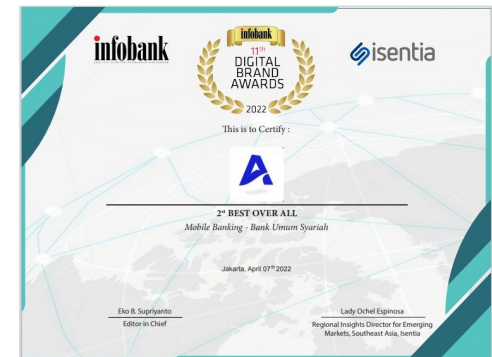 infobank
infobank
11th
DIGITAL
BRAND
AWARDS
2022
isentia
This is to Certify :
2st BEST OVER ALL
Mobile Banking - Bank Umum Syariah
Jakarta, April 07th 2022
Eko B. Supriyanto
Editor in Chief
Lady Ochel Espinosa
Regional Insights Director for Emerging
Markets, Southeast Asia, Isentia